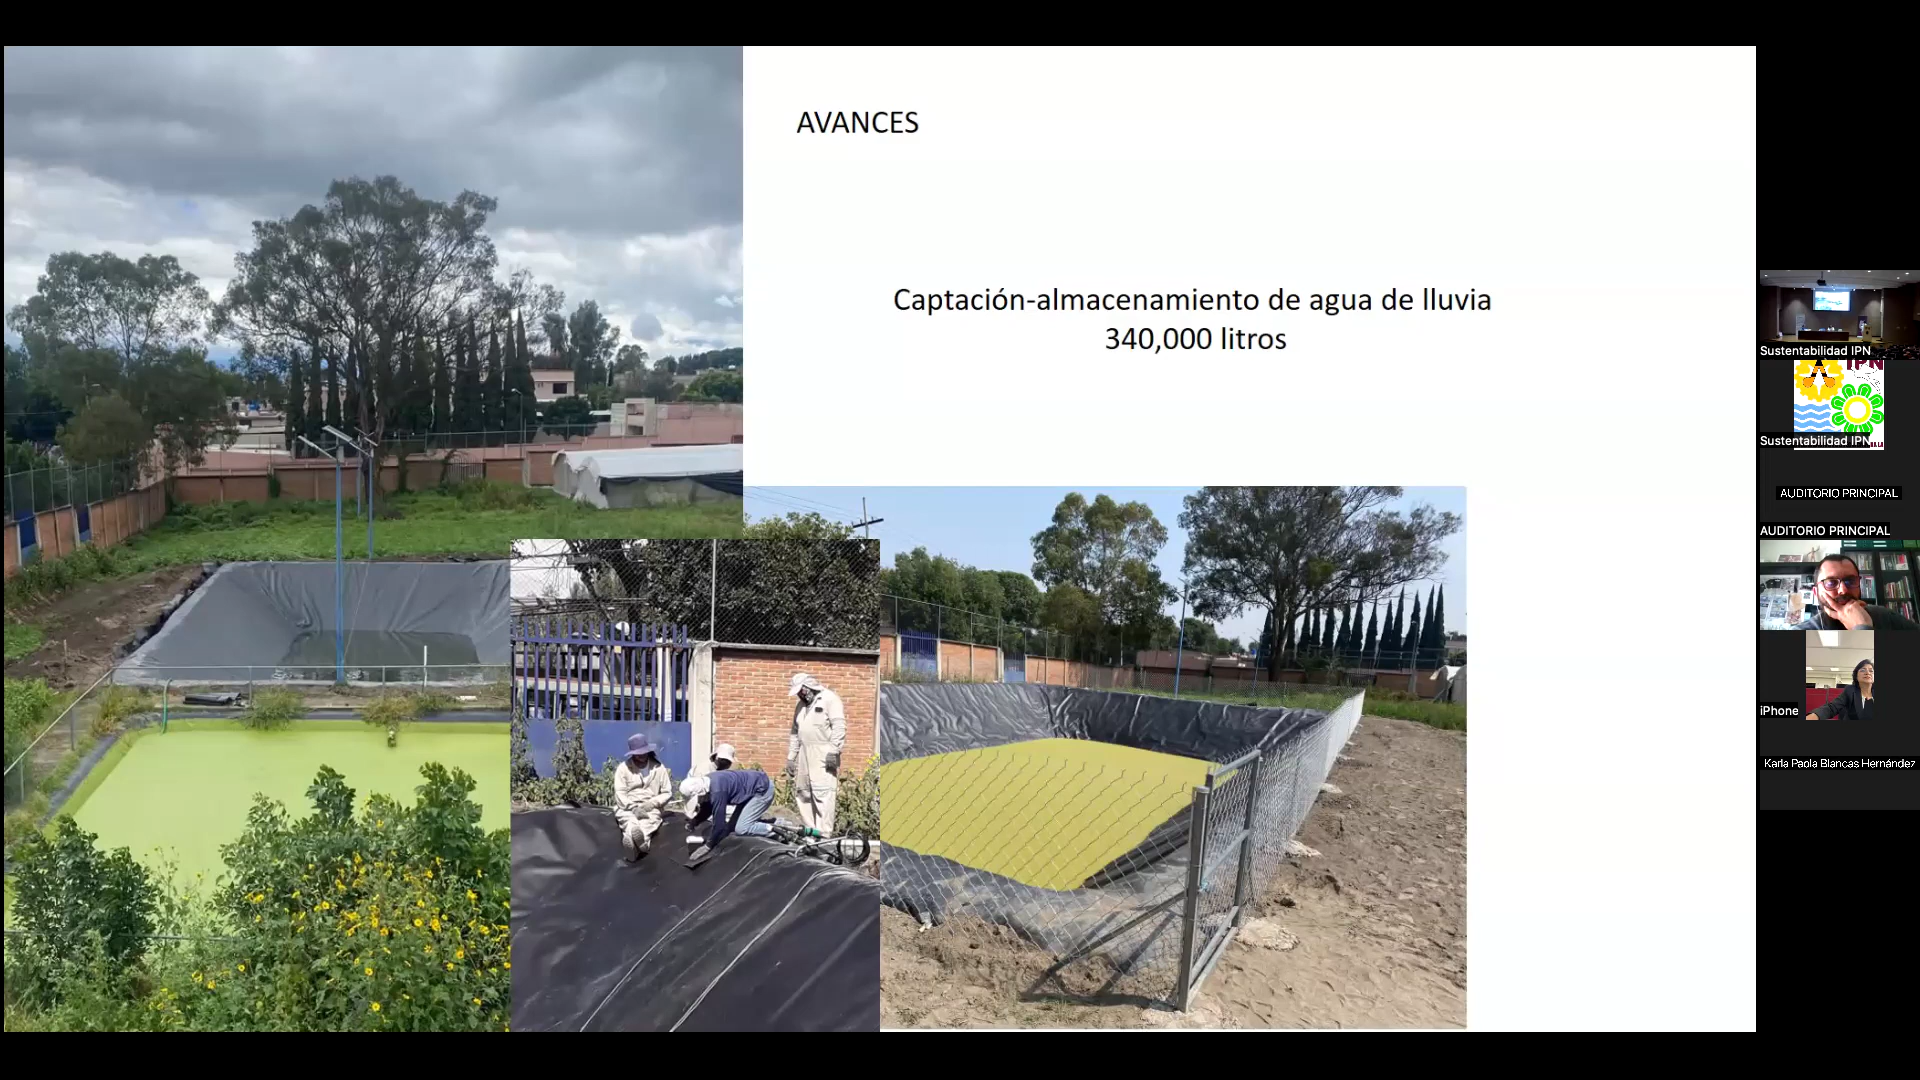 AVANCES
Captación-almacenamiento de agua de lluvia
340,000 litros
Sustentabilidad IPN
IPN
Sustentabilidad IPN
AUDITORIO PRINCIPAL
AUDITORIO PRINCIPAL
iPhone
Karla Paola Blancas Hernández